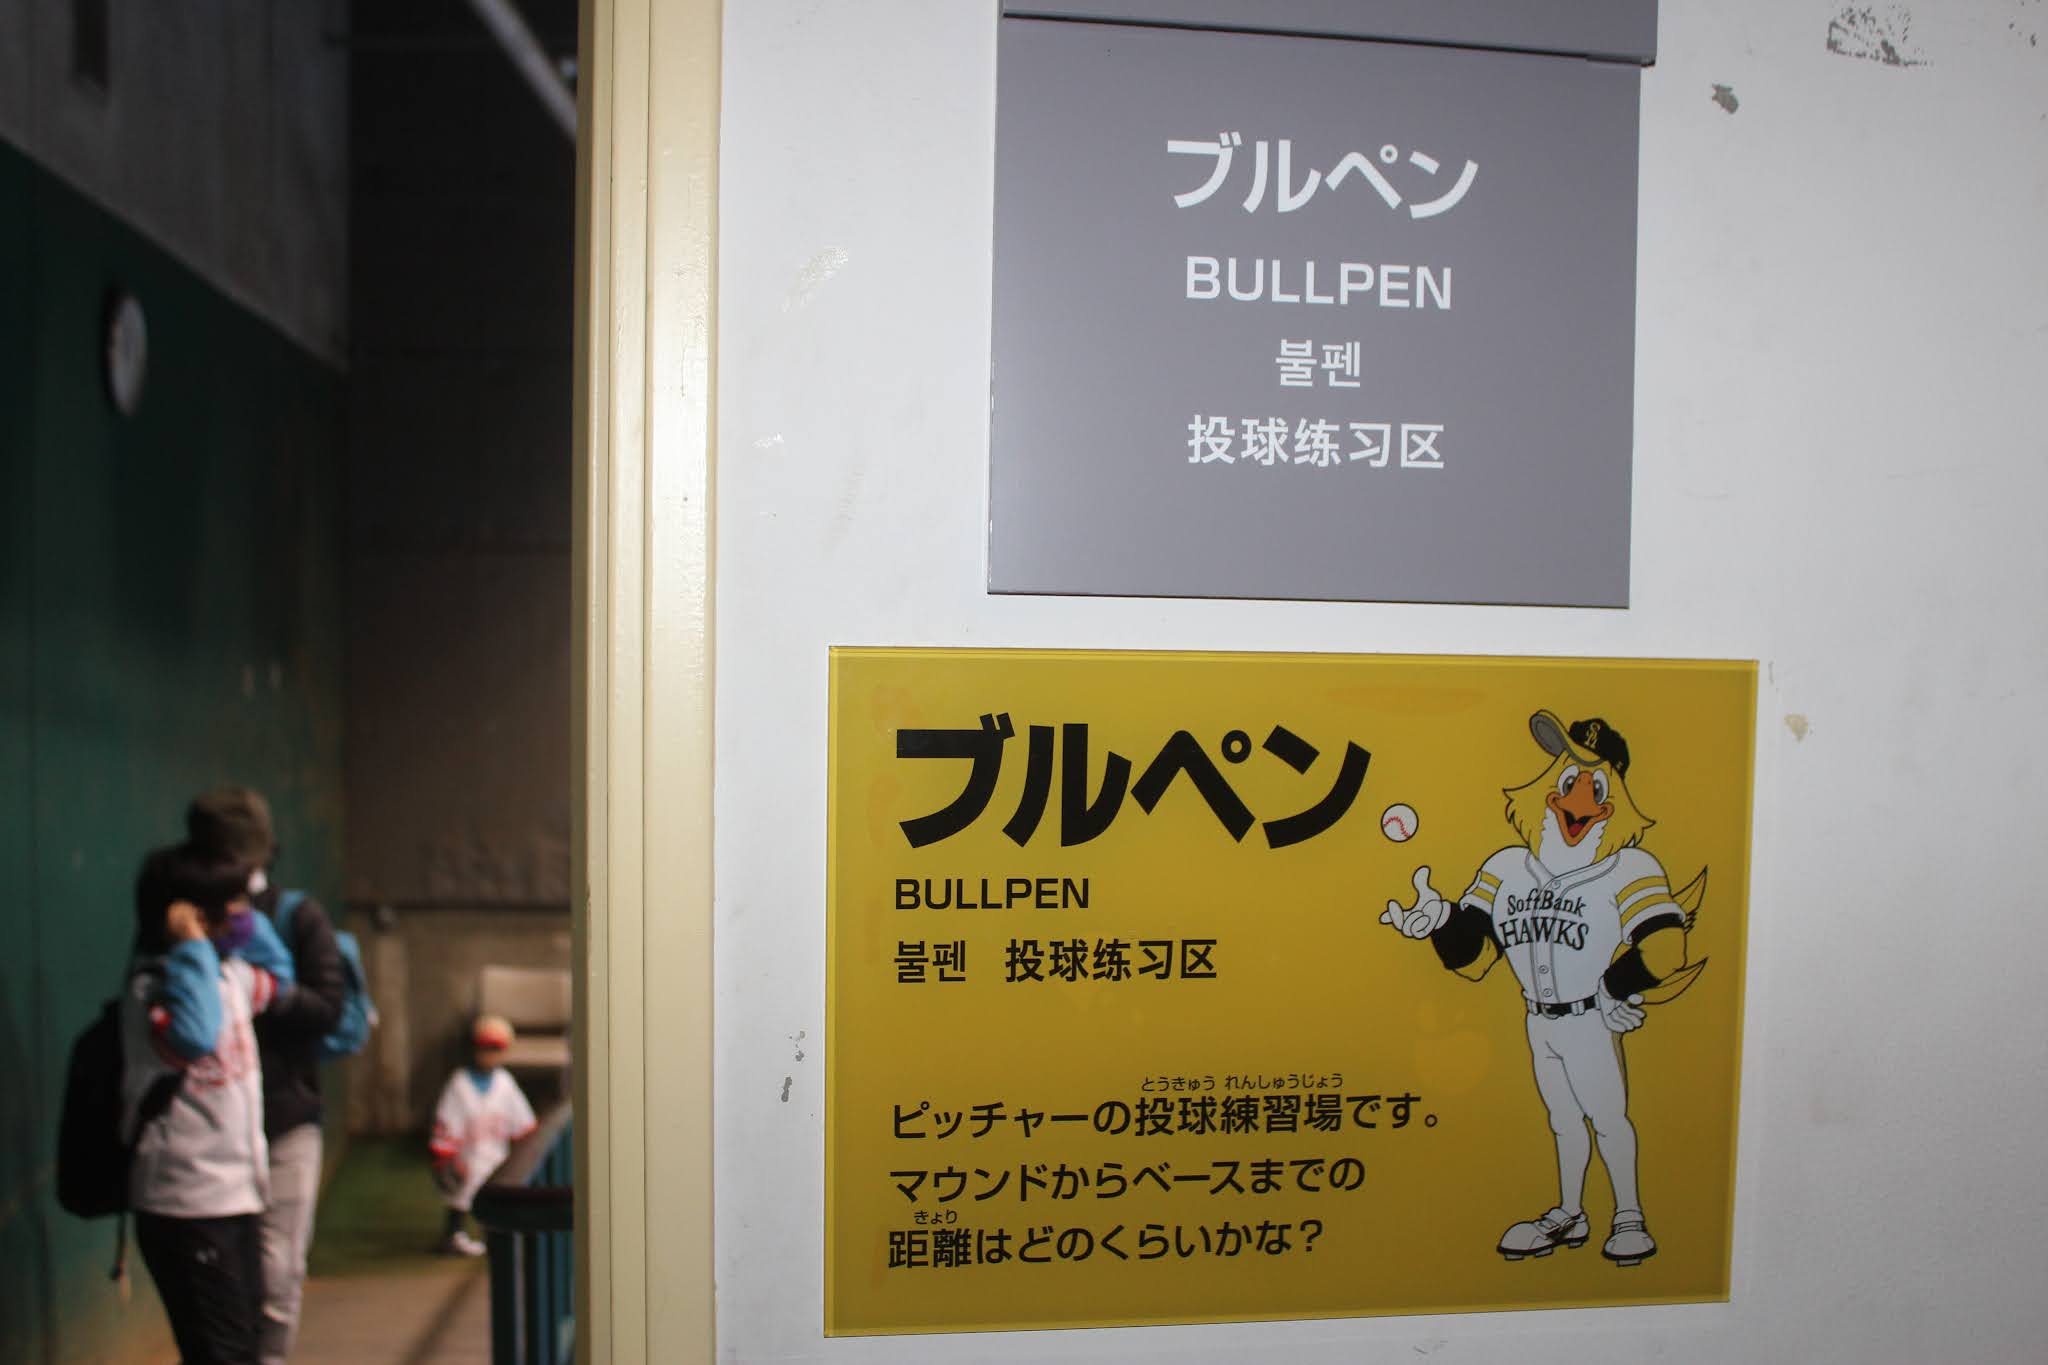 ブルペン
BULLPEN
불펜
投球练习区
ブルペン
BULLPEN
불펜 投球练习区
とうきゅう れんしゅうじょう
ピッチャーの投球練習場です。
マウンドからベースまでの
きょり
距離はどのくらいかな？
SH
SoftBank
HAWKS